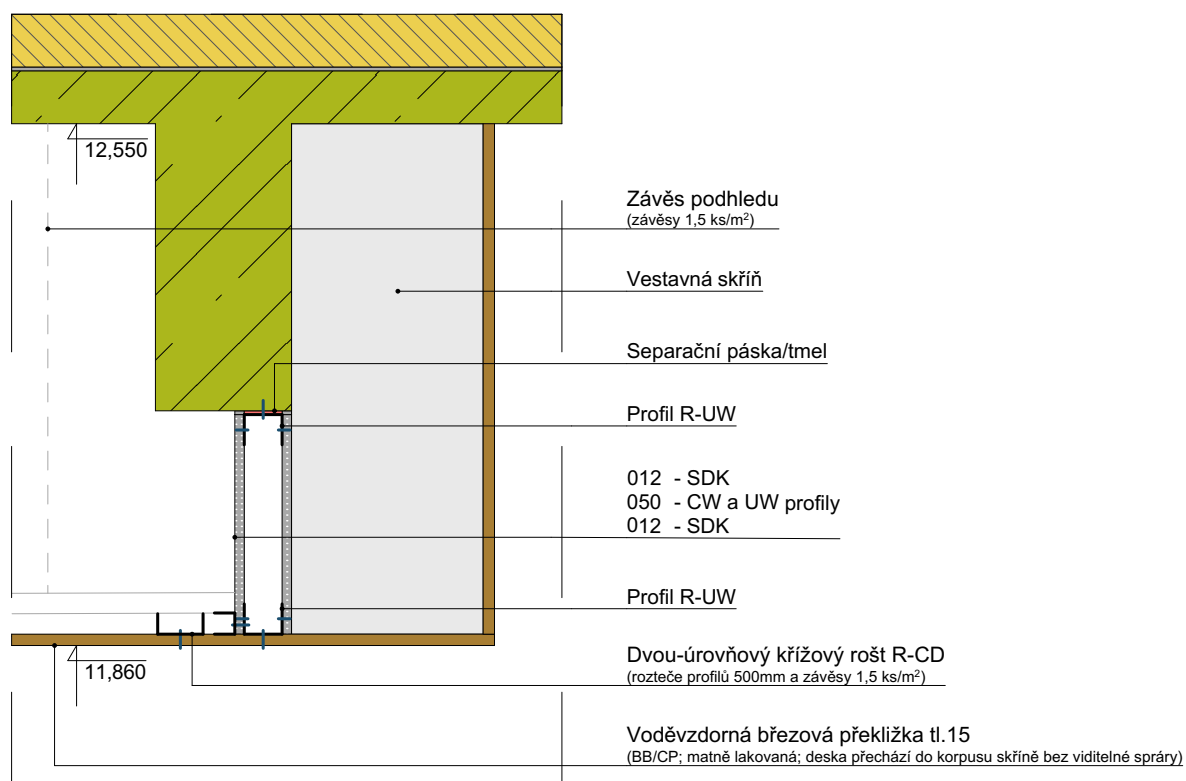 12,550
Závěs podhledu
(závěsy 1,5 ks/m²)
Vestavná skříň
Separační páska/tmel
Profil R-UW
012 - SDK
050 - CW a UW profily
012 - SDK
Profil R-UW
11,860
Dvou-úrovňový křížový rošt R-CD
(rozteče profilů 500mm a závěsy 1,5 ks/m²)
Voděvzdorná březová překližka tl.15
(BB/CP; matně lakovaná; deska přechází do korpusu skříně bez viditelné spráry)